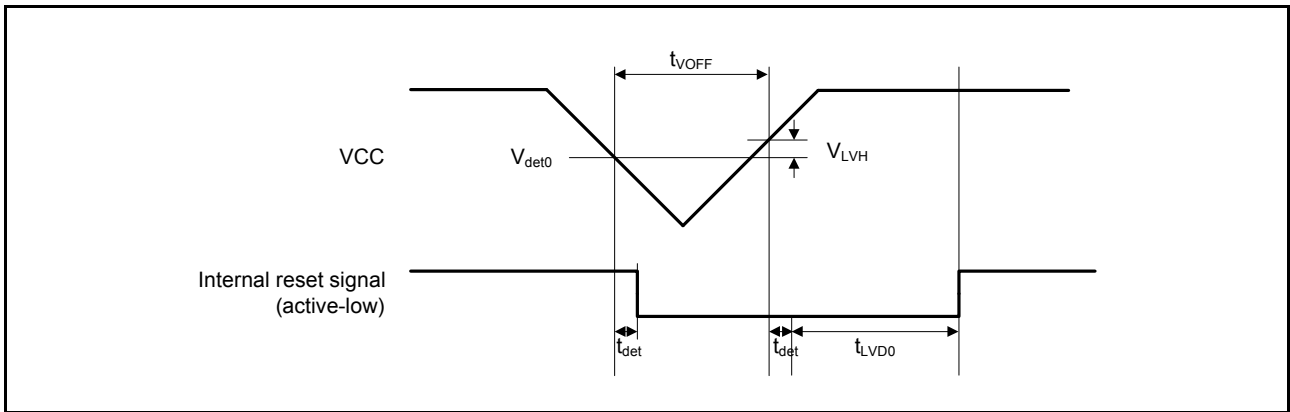 tVOFF
VCC
Vdet0
VLVH
Internal reset signal
(active-low)
tdet
tdet
tLVD0